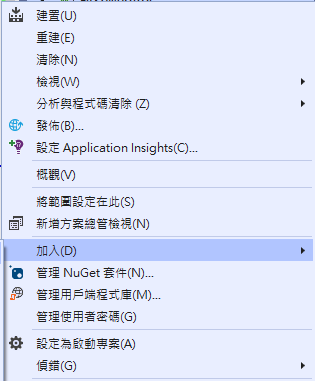 建置(U)
重建(E)
清除(N)
檢視(W)
分析與程式碼清除 (Z)
發佈(B)...
設定 Application Insights(C)...
概觀(V)
將範圍設定在此(S)
新增方案總管檢視(N)
加入(D)
管理 NuGet 套件(N)...
管理用戶端程式庫(M)...
管理使用者密碼(G)
設定為啟動專案(A)
偵錯(G)